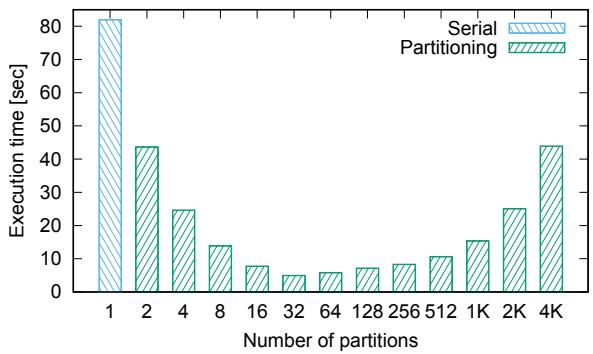 Serial
Partitioning
Execution time [sec]
80
70
60
50
40
30
20
10
0
1 2 4 8 16 32 64 128 256 512 1K 2K 4K
Number of partitions